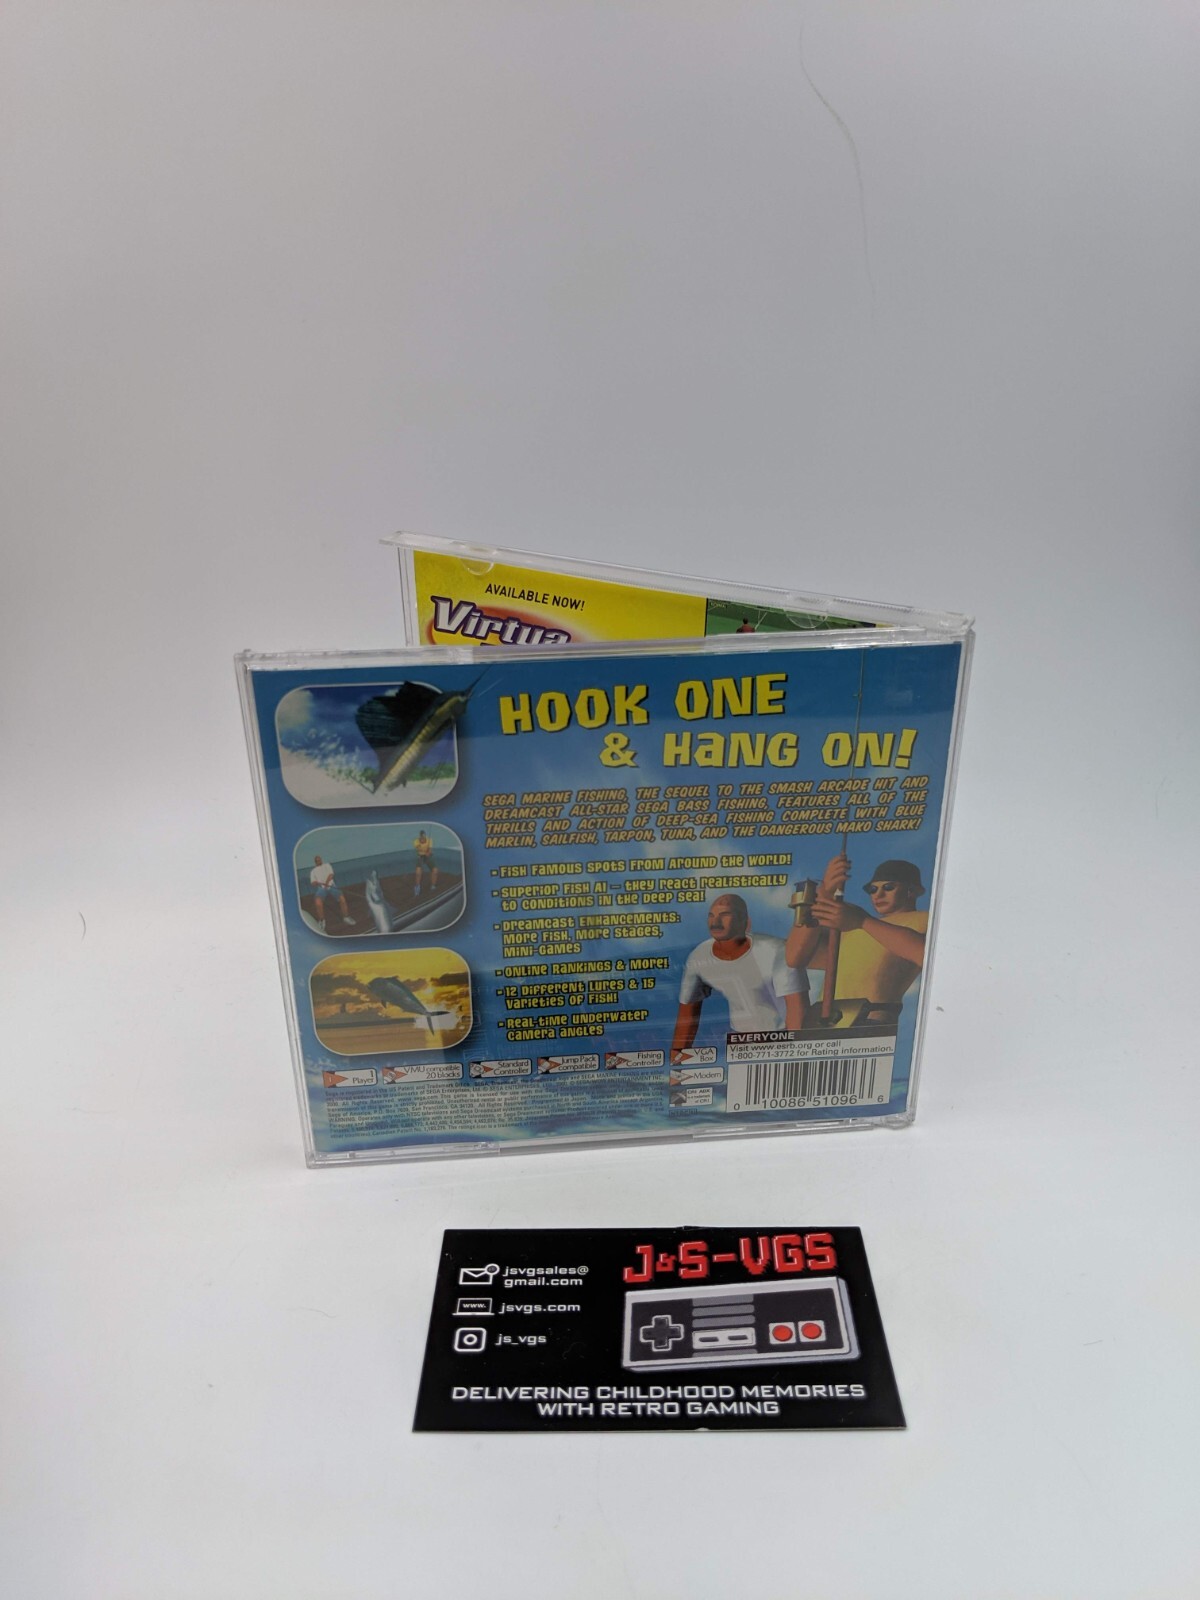 AVAILABLE NOW!
Virtua
HOOK ONE
& HANG ON!
SEGA MARINE FISHING, THE SEQUEL TO THE SMASH ARCADE HIT AND
DREAMCAST ALL-STAR SEGA BASS FISHING, FEATURES ALL OF THE
THRILLS AND ACTION OF DEEP-SEA FISHING COMPLETE WITH BLUE
MARLIN, SAILFISH, TARPON, TUNA, AND THE DANGEROUS MAKO SHARK!
• FISH FAMOUS SPOTS FROM AROUND THE WORLD!
• SUPERIOR FISH AI – THEY REACT REALISTICALLY
TO CONDITIONS IN THE DEEP SEA!
• DREAMCAST ENHANCEMENTS:
MORE FISH, MORE STAGES,
MINI-GAMES
• ONLINE RANKINGS & MORE!
• 12 DIFFERENT LURES & 15
VARIETIES OF FISH!
• REAL-TIME UNDERWATER
CAMERA ANGLES
1 Player
VMU compatible
20 blocks
Standard
Controller
Jump Pack
compatible
Fishing
Controller
VGA
Box
Modem
EVERYONE
Visit www.esrb.org or call
1-800-771-3772 for Rating information.
0 10086 51096 6
J&S-VGS
jsvgsales@
gmail.com
www. jsvgs.com
js_vgs
DELIVERING CHILDHOOD MEMORIES
WITH RETRO GAMING